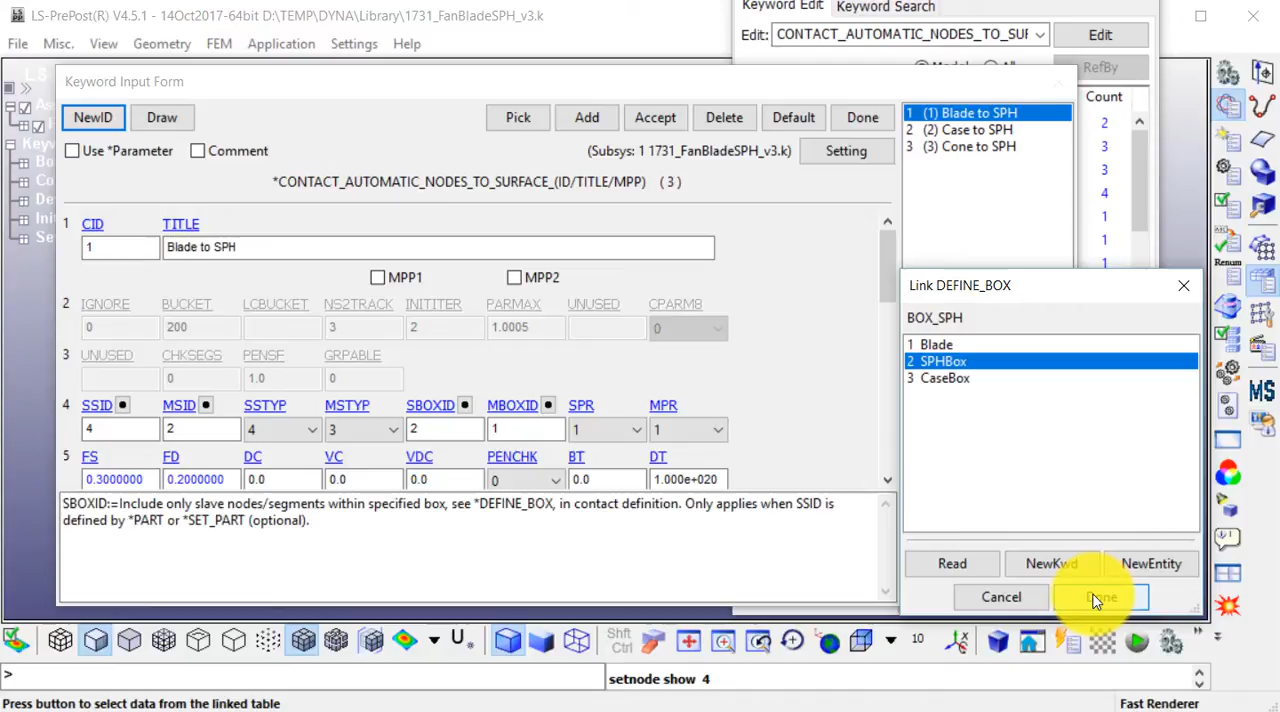 LS-PrePost(R) V4.5.1 - 14Oct2017-64bit D:\TEMP\DYNA\Library\1731_FanBladeSPH_v3.k
Keyword Edit Keyword Search
File Misc. View Geometry FEM Application Settings Help
Edit: CONTACT_AUTOMATIC_NODES_TO_SUF Edit
RefBy
Keyword Input Form
NewID Draw Pick Add Accept Delete Default Done
Use *Parameter Comment (Subsys: 1 1731_FanBladeSPH_v3.k) Setting
*CONTACT_AUTOMATIC_NODES_TO_SURFACE_(ID/TITLE/MPP) (3)
1 (1) Blade to SPH
2 (2) Case to SPH
3 (3) Cone to SPH
Count
2
3
3
4
1
1
1
1 CID TITLE
1 Blade to SPH
MPP1 MPP2
2 IGNORE BUCKET LCBUCKET NS2TRACK INITITER PARMAX UNUSED CPARM8
0 200 3 2 1.0005 0
3 UNUSED CHKSEGS PENSF GRPABLE
0 1.0 0
4 SSID MSID SSTYP MSTYP SBOXID MBOXID SPR MPR
4 2 4 3 2 1 1 1
5 FS FD DC VC VDC PENCHK BT DT
0.3000000 0.2000000 0.0 0.0 0.0 0 0.0 1.000e+020
SBOXID:=Include only slave nodes/segments within specified box, see *DEFINE_BOX, in contact definition. Only applies when SSID is
defined by *PART or *SET_PART (optional).
Link DEFINE_BOX
BOX_SPH
1 Blade
2 SPHBox
3 CaseBox
Read NewKwd NewEntity
Cancel Done
Renum
MS
Shft
Ctrl
10
>
setnode show 4
Press button to select data from the linked table
Fast Renderer